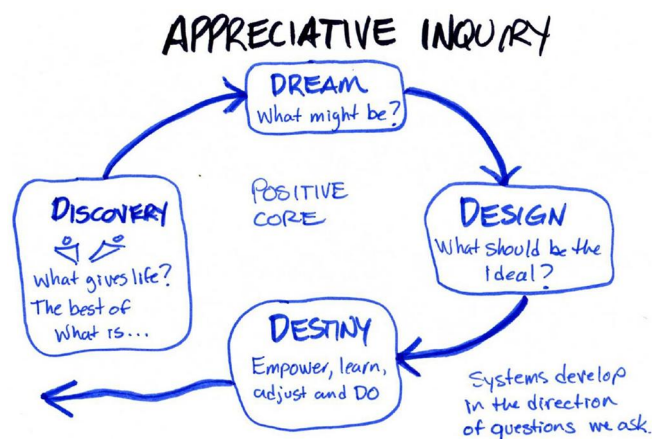 APPRECIATIVE INQUIRY
DREAM
What might be?
DISCOVERY
What gives life?
The best of
what is...
POSITIVE
CORE
DESIGN
What should be the
Ideal?
DESTINY
Empower, learn,
adjust and DO
Systems develop
in the direction
of questions we ask.